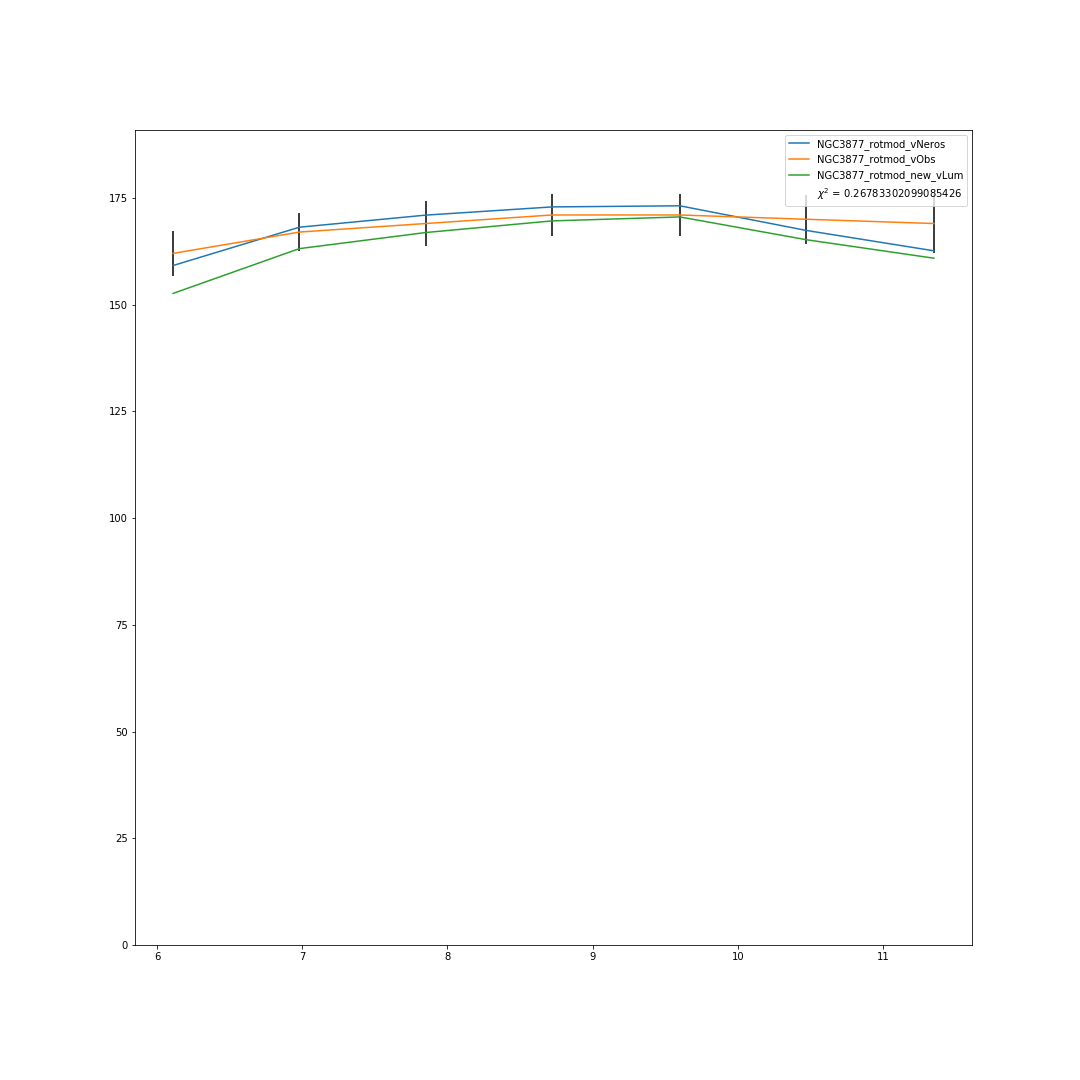 NGC3877_rotmod_vNeros
NGC3877_rotmod_vObs
NGC3877_rotmod_new_vLum
χ² = 0.26783302099085426
175
150
125
100
75
50
25
0
6 7 8 9 10 11